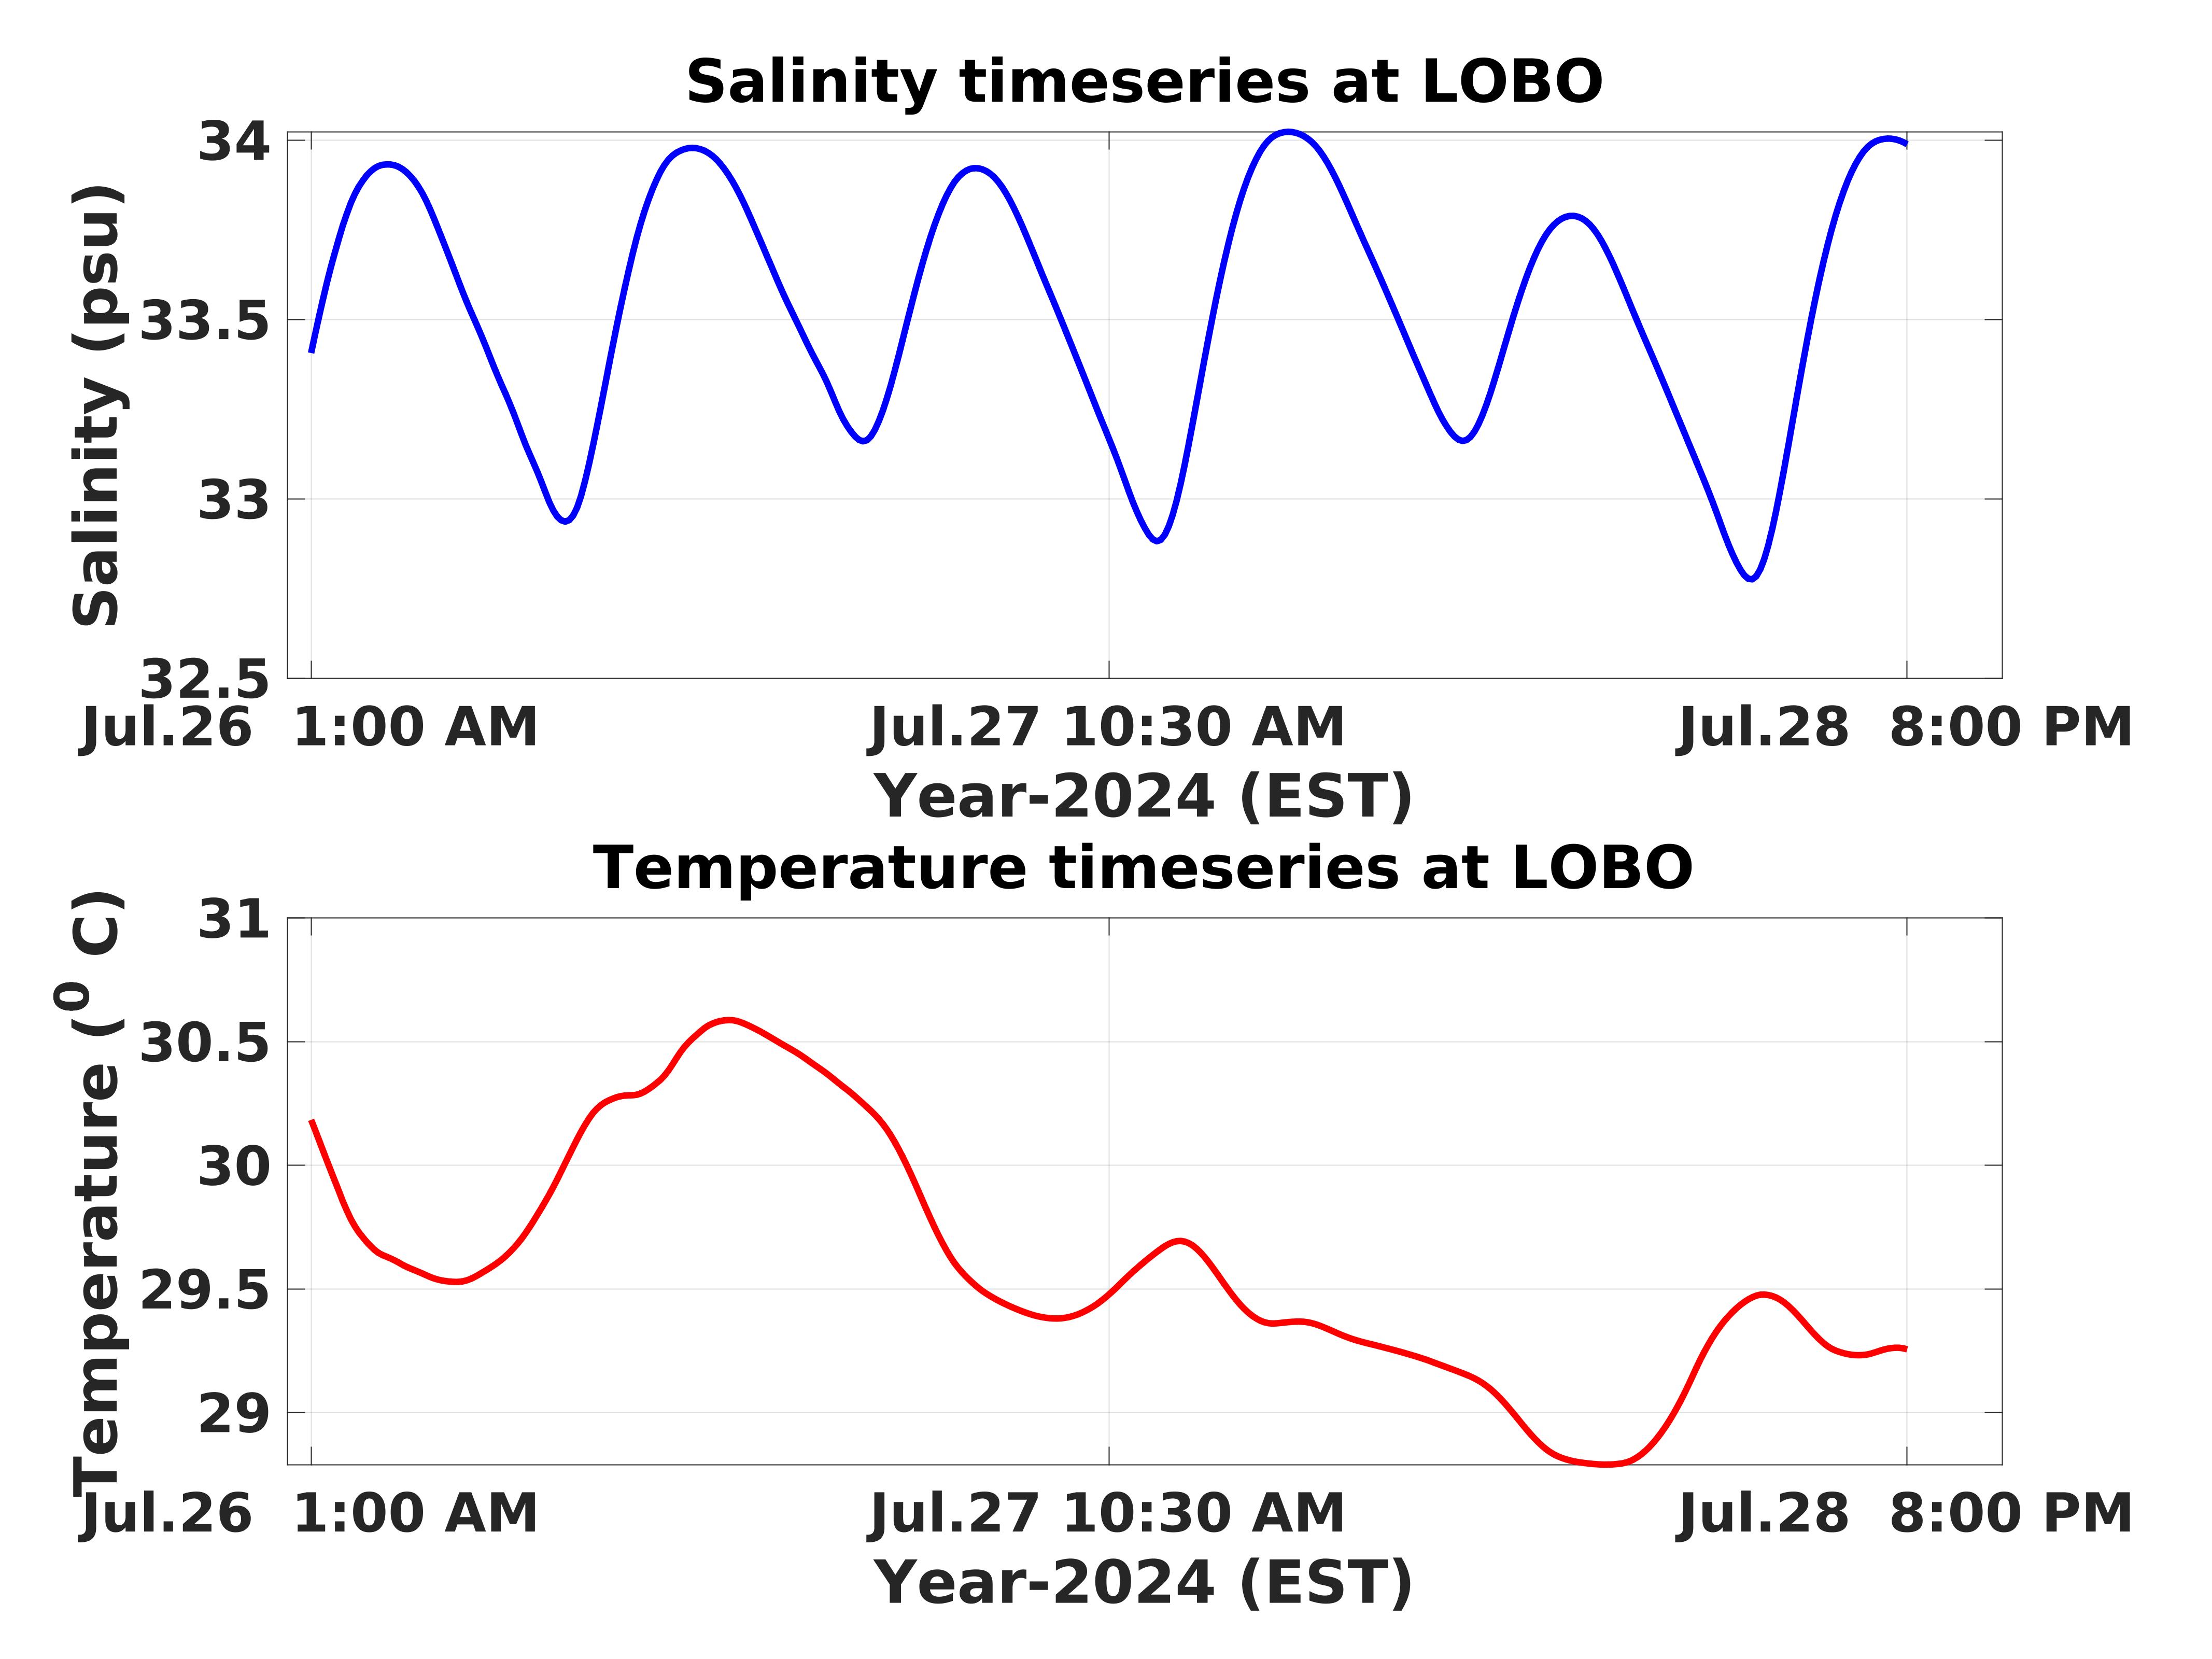 Salinity timeseries at LOBO
Salinity (psu)
34
33.5
33
32.5
Jul.26  1:00 AM
Jul.27 10:30 AM
Jul.28  8:00 PM
Year-2024 (EST)
Temperature timeseries at LOBO
Temperature (⁰ C)
31
30.5
30
29.5
29
Jul.26  1:00 AM
Jul.27 10:30 AM
Jul.28  8:00 PM
Year-2024 (EST)